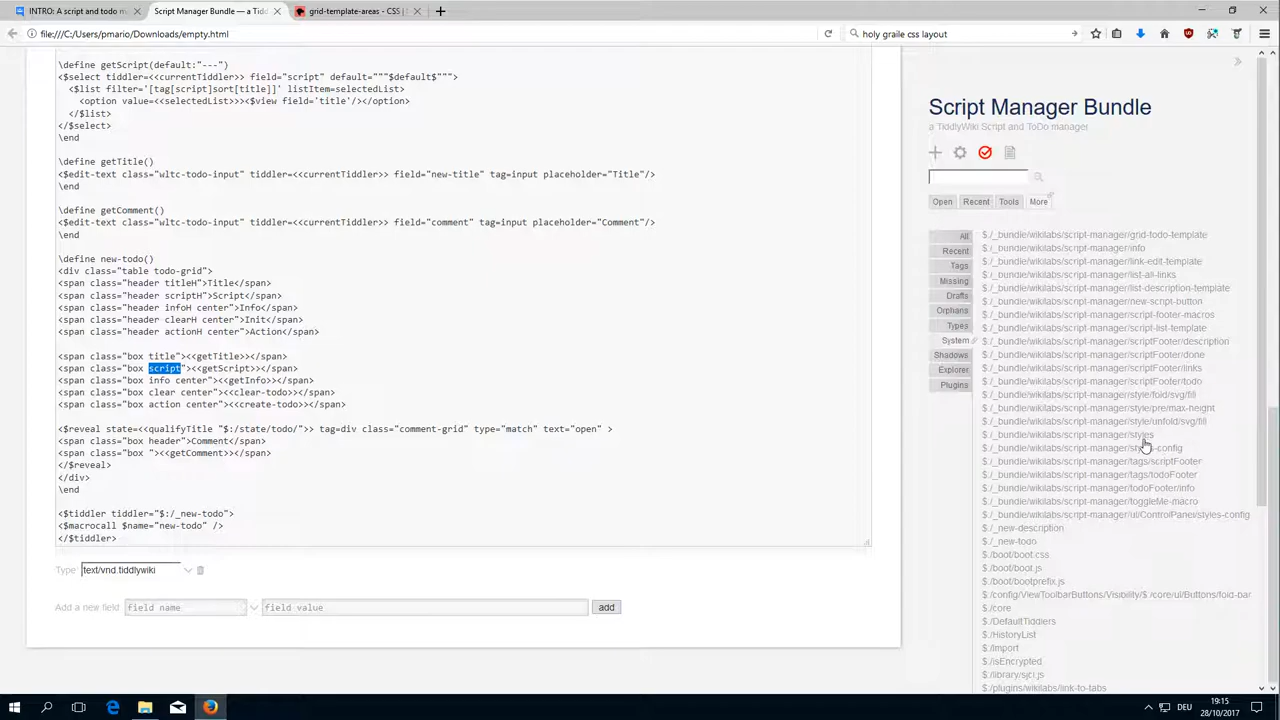 INTRO: A script and todo m
Script Manager Bundle — a Tidd
grid-template-areas - CSS | S
file:///C:/Users/pmario/Downloads/empty.html
holy graile css layout
\define getScript(default:"---")
<$select tiddler=<<currentTiddler>> field="script" default="""$default$""">
<$list filter='[tag[script]sort[title]]' listItem=selectedList>
<option value=<<selectedList>>><$view field='title'/></option>
</$list>
</$select>
\end
\define getTitle()
<$edit-text class="wltc-todo-input" tiddler=<<currentTiddler>> field="new-title" tag=input placeholder="Title"/>
\end
\define getComment()
<$edit-text class="wltc-todo-input" tiddler=<<currentTiddler>> field="comment" tag=input placeholder="Comment"/>
\end
\define new-todo()
<div class="table todo-grid">
<span class="header titleH">Title</span>
<span class="header scriptH">Script</span>
<span class="header infoH center">Info</span>
<span class="header clearH center">Init</span>
<span class="header actionH center">Action</span>
<span class="box title"><<getTitle>></span>
<span class="box script"><<getScript>></span>
<span class="box info center"><<getInfo>></span>
<span class="box clear center"><<clear-todo>></span>
<span class="box action center"><<create-todo>></span>
<$reveal state=<<qualifyTitle "$:/state/todo/">> tag=div class="comment-grid" type="match" text="open" >
<span class="box header">Comment</span>
<span class="box "><<getComment>></span>
</$reveal>
</div>
\end
<$tiddler tiddler="$:/_new-todo">
<$macrocall $name="new-todo" />
</$tiddler>
Type text/vnd.tiddlywiki
Add a new field field name field value add
Script Manager Bundle
a TiddlyWiki Script and ToDo manager
Open Recent Tools More
All
Recent
Tags
Missing
Drafts
Orphans
Types
System
Shadows
Explorer
Plugins
$:/_bundle/wikilabs/script-manager/grid-todo-template
$:/_bundle/wikilabs/script-manager/info
$:/_bundle/wikilabs/script-manager/link-edit-template
$:/_bundle/wikilabs/script-manager/list-all-links
$:/_bundle/wikilabs/script-manager/list-description-template
$:/_bundle/wikilabs/script-manager/new-script-button
$:/_bundle/wikilabs/script-manager/script-footer-macros
$:/_bundle/wikilabs/script-manager/script-list-template
$:/_bundle/wikilabs/script-manager/scriptFooter/description
$:/_bundle/wikilabs/script-manager/scriptFooter/done
$:/_bundle/wikilabs/script-manager/scriptFooter/links
$:/_bundle/wikilabs/script-manager/scriptFooter/todo
$:/_bundle/wikilabs/script-manager/style/fold/svg/fill
$:/_bundle/wikilabs/script-manager/style/pre/max-height
$:/_bundle/wikilabs/script-manager/style/unfold/svg/fill
$:/_bundle/wikilabs/script-manager/styles
$:/_bundle/wikilabs/script-manager/styles-config
$:/_bundle/wikilabs/script-manager/tags/scriptFooter
$:/_bundle/wikilabs/script-manager/tags/todoFooter
$:/_bundle/wikilabs/script-manager/todoFooter/info
$:/_bundle/wikilabs/script-manager/toggleMe-macro
$:/_bundle/wikilabs/script-manager/ui/ControlPanel/styles-config
$:/_new-description
$:/_new-todo
$:/boot/boot.css
$:/boot/boot.js
$:/boot/bootprefix.js
$:/config/ViewToolbarButtons/Visibility/$:/core/ui/Buttons/fold-bar
$:/core
$:/DefaultTiddlers
$:/HistoryList
$:/Import
$:/isEncrypted
$:/library/sjcl.js
$:/plugins/wikilabs/link-to-tabs
DEU
19:15
28/10/2017